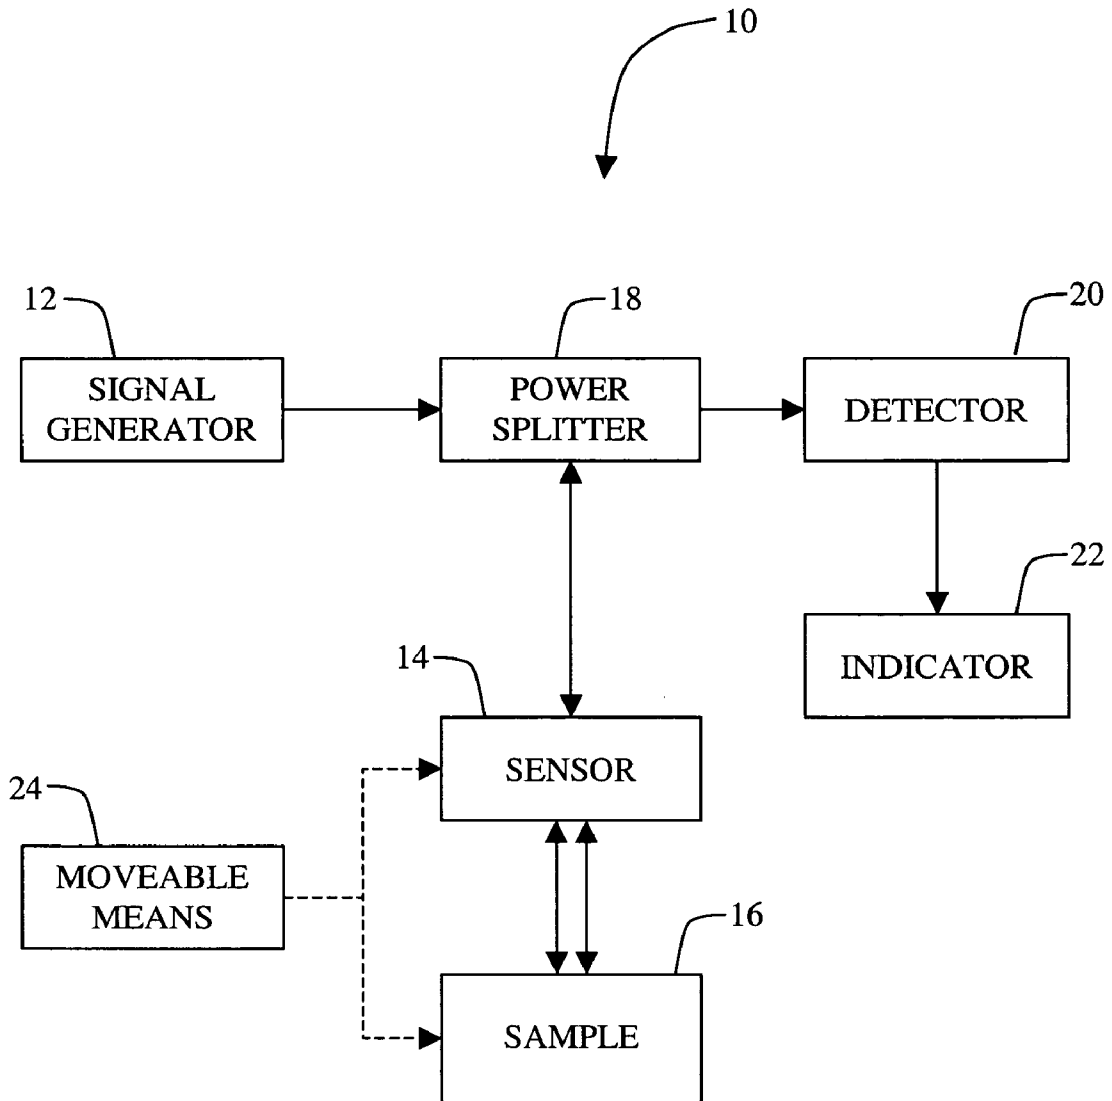 10
12
18
20
SIGNAL
GENERATOR
POWER
SPLITTER
DETECTOR
22
INDICATOR
14
SENSOR
24
MOVEABLE
MEANS
16
SAMPLE